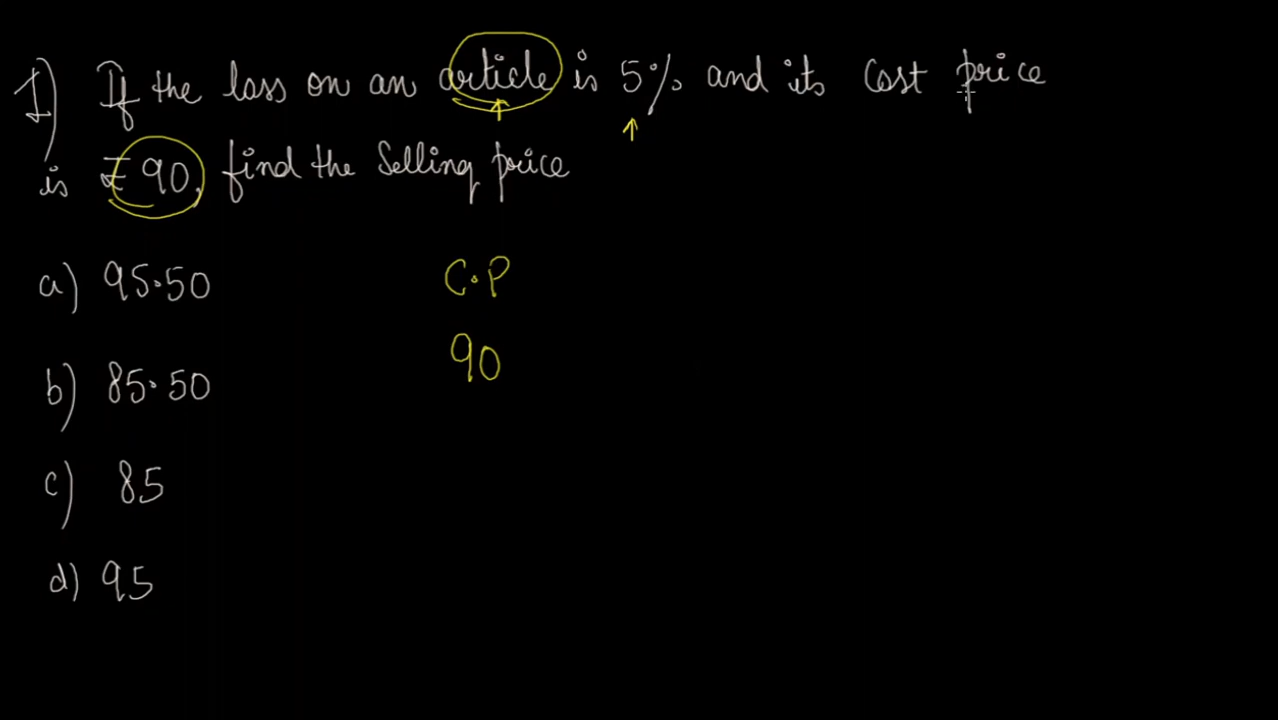 1) If the loss on an article is 5% and its Cost price
is ₹ 90, find the Selling price
a) 95.50
C.P
90
b) 85.50
c) 85
d) 95